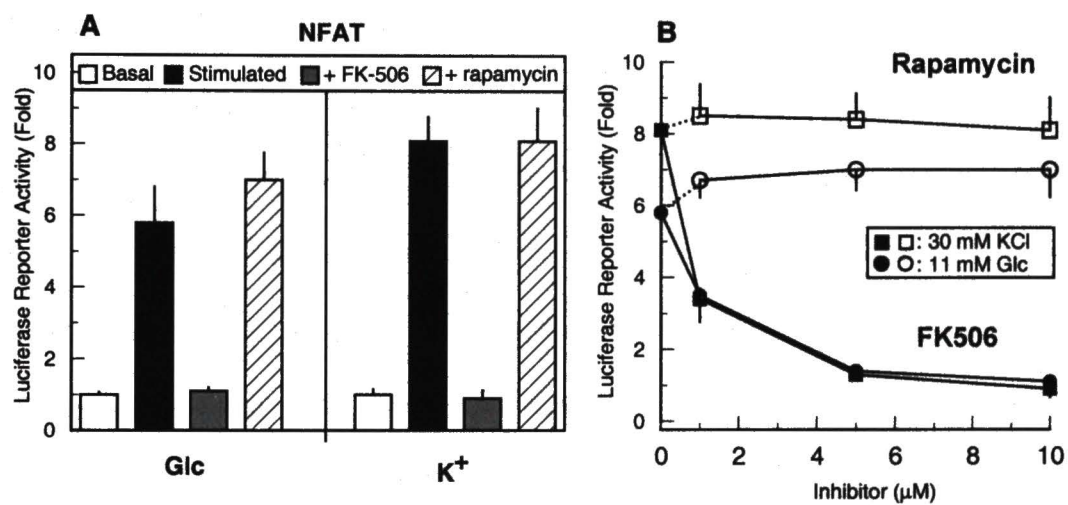 A
NFAT
Basal Stimulated + FK-506 + rapamycin
Luciferase Reporter Activity (Fold)
10
8
6
4
2
0
Glc
K+
B
Rapamycin
Luciferase Reporter Activity (Fold)
10
8
6
4
2
0
: 30 mM KCl
: 11 mM Glc
FK506
0 2 4 6 8 10
Inhibitor (μM)